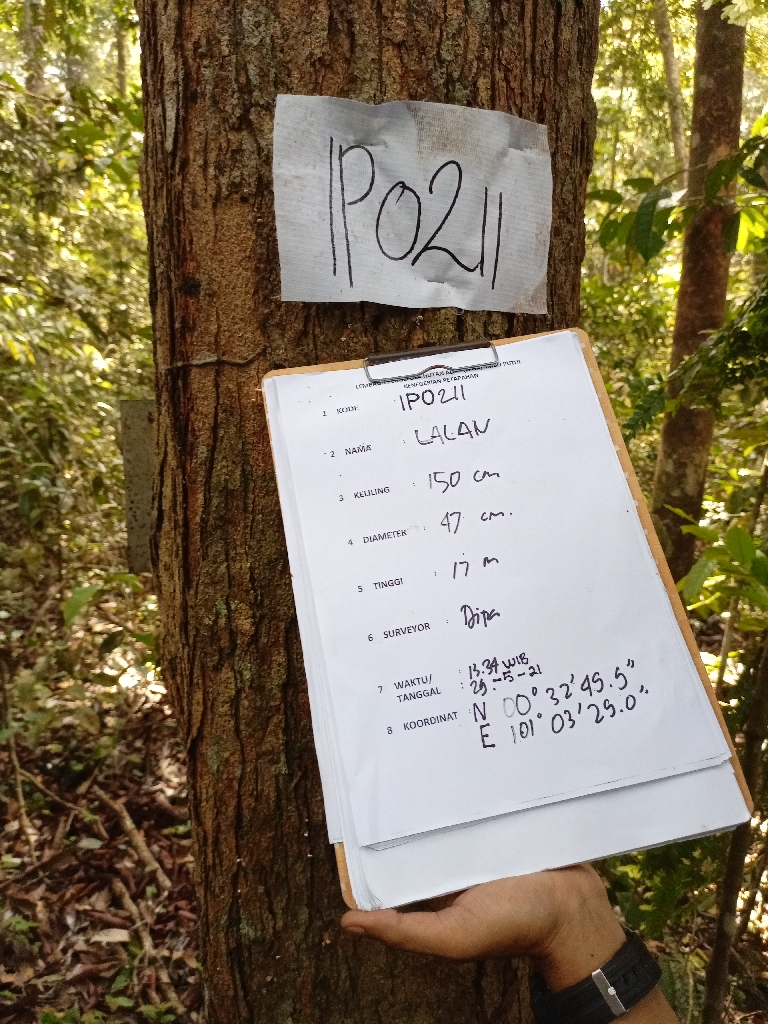 IPO211
KENEGERIAN PETAPAHAN
1 KODE IPO211
2 NAMA : LALAN
3 KELILING : 150 cm
4 DIAMETER : 47 cm.
5 TINGGI : 17 m
6 SURVEYOR : Dipa
7 WAKTU/ : 13.34 WIB
TANGGAL : 29-5-21
8 KOORDINAT : N 00° 32' 49.5"
E 101° 03' 29.0".